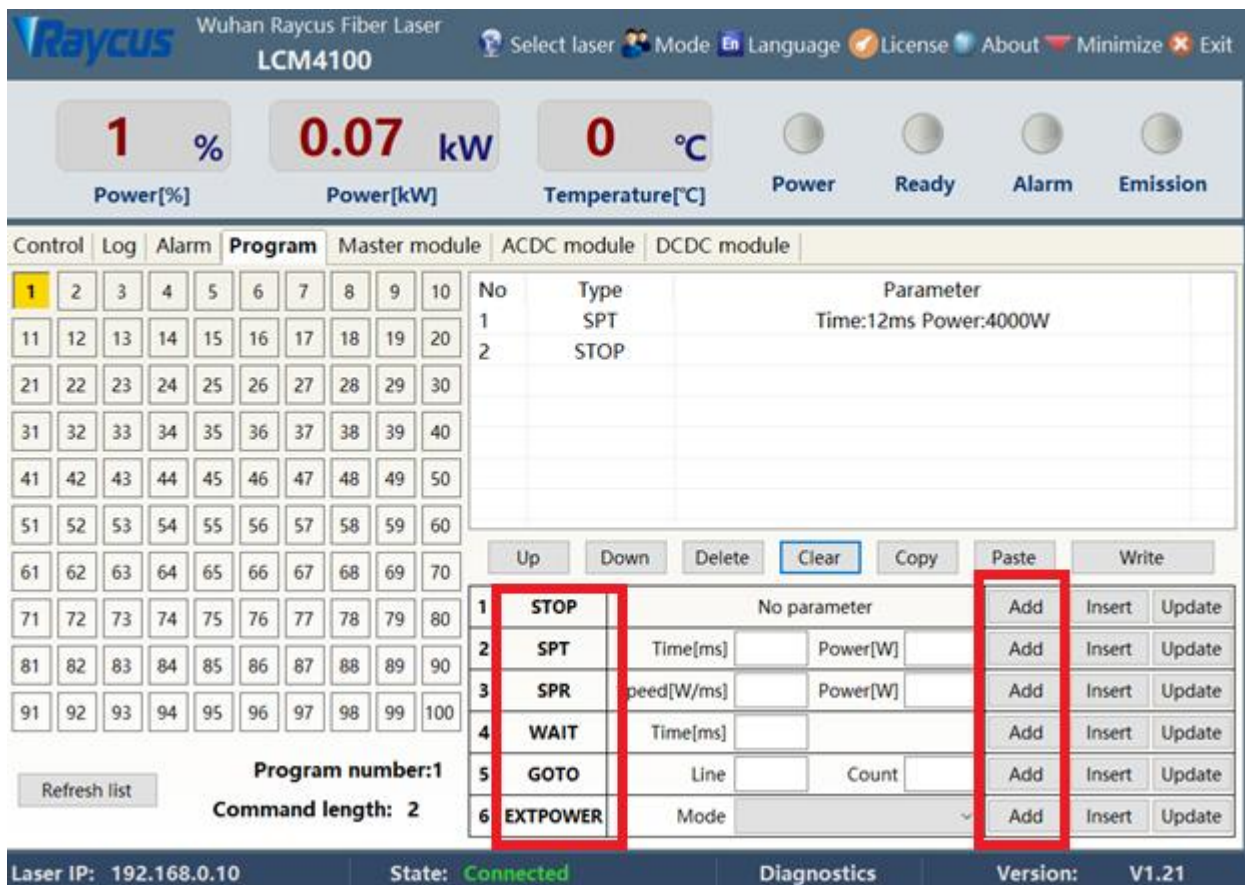 Raycus
Wuhan Raycus Fiber Laser
LCM4100
Select laser Mode En Language License About Minimize Exit
1 % 0.07 kW 0 ℃
Power[%] Power[kW] Temperature[℃] Power Ready Alarm Emission
Control Log Alarm Program Master module ACDC module DCDC module
1 2 3 4 5 6 7 8 9 10
11 12 13 14 15 16 17 18 19 20
21 22 23 24 25 26 27 28 29 30
31 32 33 34 35 36 37 38 39 40
41 42 43 44 45 46 47 48 49 50
51 52 53 54 55 56 57 58 59 60
61 62 63 64 65 66 67 68 69 70
71 72 73 74 75 76 77 78 79 80
81 82 83 84 85 86 87 88 89 90
91 92 93 94 95 96 97 98 99 100
Refresh list
Program number:1
Command length: 2
No Type Parameter
1 SPT Time:12ms Power:4000W
2 STOP
Up Down Delete Clear Copy Paste Write
1 STOP No parameter Add Insert Update
2 SPT Time[ms] Power[W] Add Insert Update
3 SPR peed[W/ms] Power[W] Add Insert Update
4 WAIT Time[ms] Add Insert Update
5 GOTO Line Count Add Insert Update
6 EXTPOWER Mode Add Insert Update
Laser IP: 192.168.0.10 State: Connected Diagnostics Version: V1.21